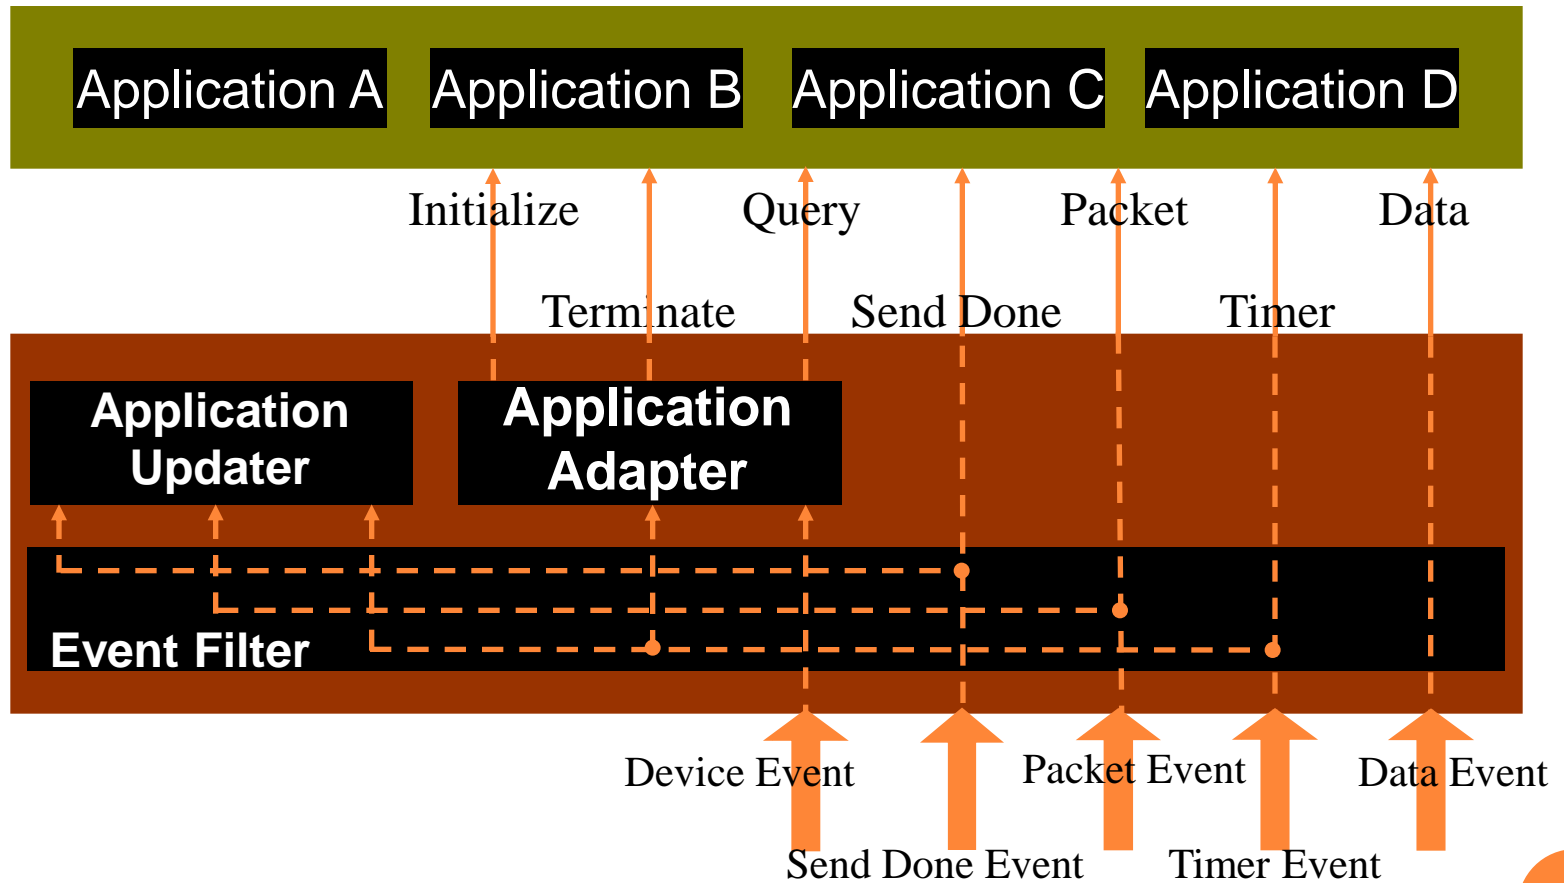 Application A
Application B
Application C
Application D
Initialize
Query
Packet
Data
Terminate
Send Done
Timer
Application
Updater
Application
Adapter
Event Filter
Device Event
Packet Event
Data Event
Send Done Event
Timer Event